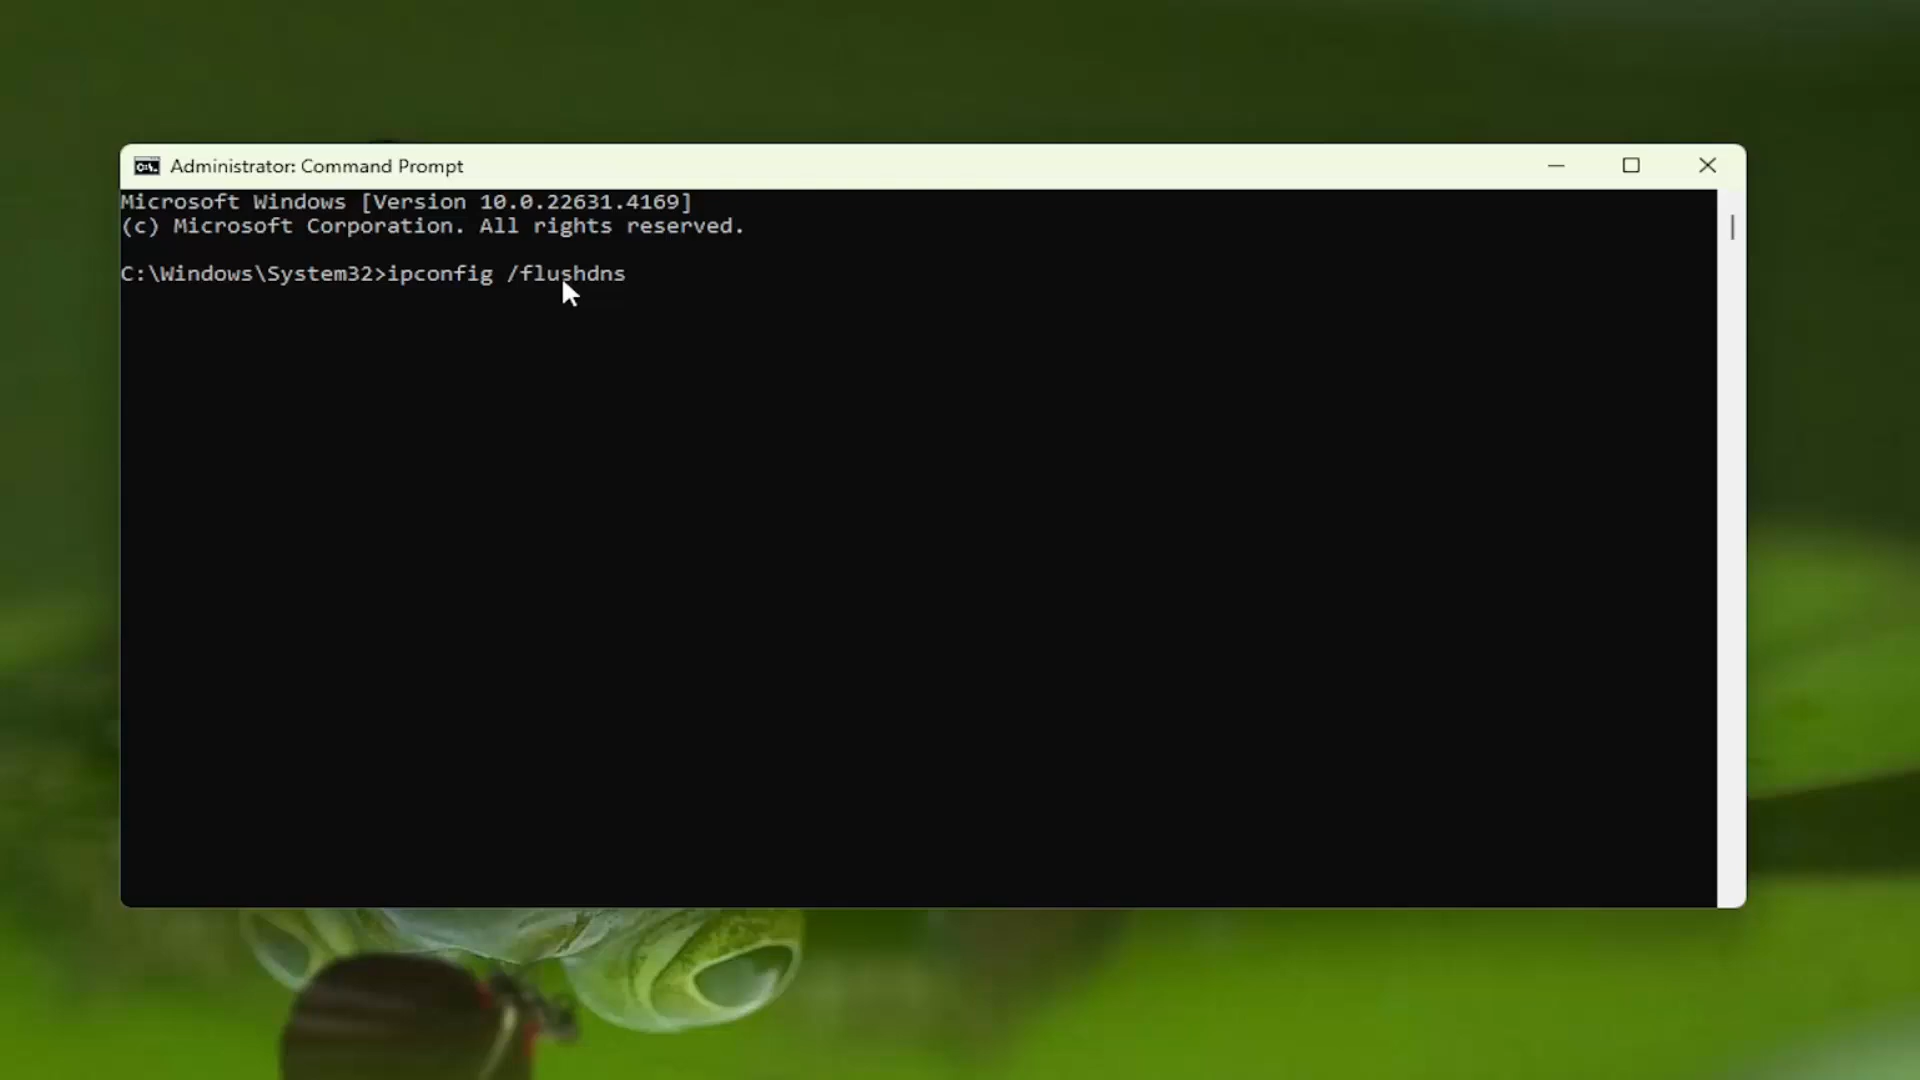 Administrator: Command Prompt
Microsoft Windows [Version 10.0.22631.4169]
(c) Microsoft Corporation. All rights reserved.
C:\Windows\System32>ipconfig /flushdns